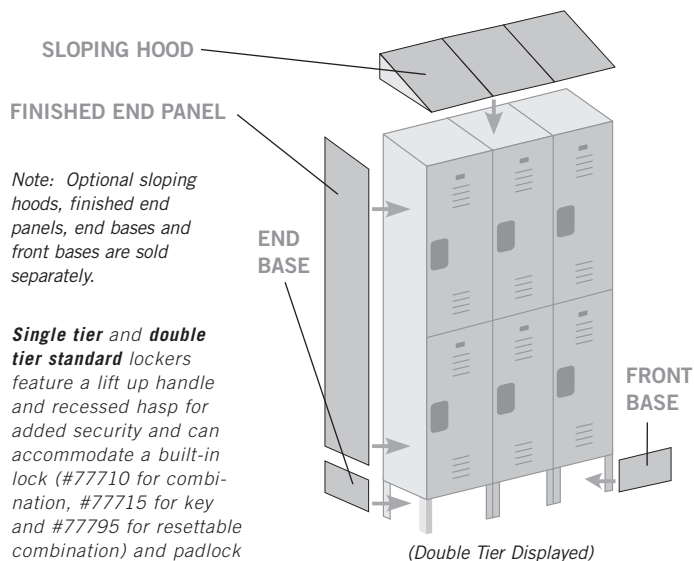 SLOPING HOOD
FINISHED END PANEL
Note: Optional sloping
hoods, finished end
panels, end bases and
front bases are sold
separately.
END
BASE
Single tier and double
tier standard lockers
feature a lift up handle
and recessed hasp for
added security and can
accommodate a built-in
lock (#77710 for combi-
nation, #77715 for key
and #77795 for resettable
combination) and padlock
FRONT
BASE
(Double Tier Displayed)